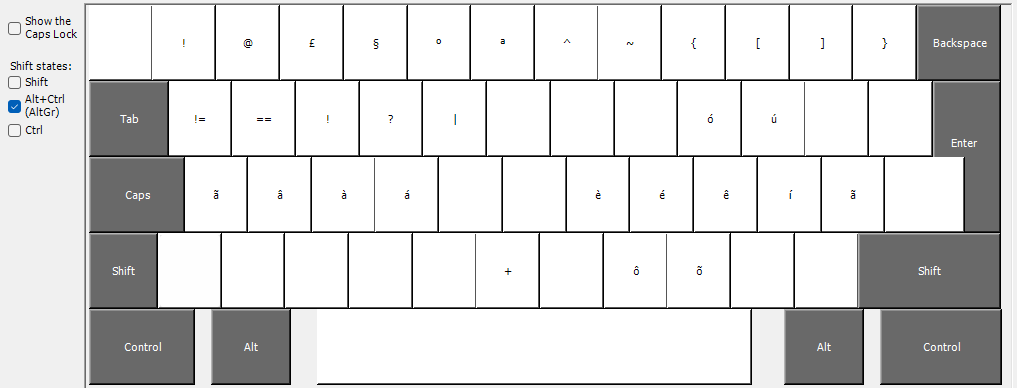 Show the
Caps Lock
Shift states:
Shift
Alt+Ctrl
(AltGr)
Ctrl
! @ £ § º ª ^ ~ { [ ] } Backspace
Tab != == ! ? | ó ú Enter
Caps ã â à á è é ê í ã
Shift + ô õ Shift
Control Alt Alt Control